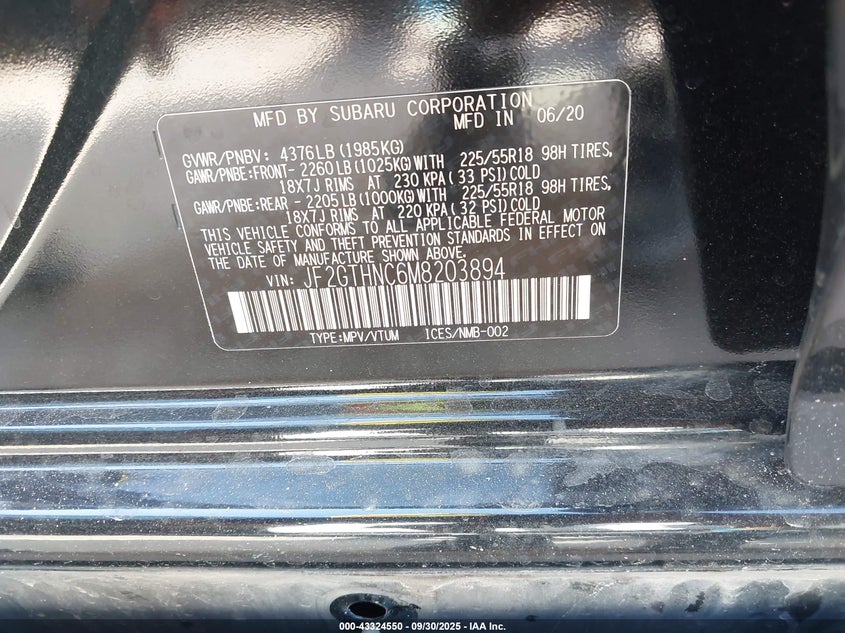 MFD BY SUBARU CORPORATION
MFD IN 06/20
GVWR/PNBV: 4376LB(1985KG)
GAWR/PNBE:FRONT-2260LB(1025KG)WITH 225/55R18 98H TIRES,
18X7J RIMS AT 230 KPA(33 PSI)COLD
GAWR/PNBE:REAR -2205LB(1000KG)WITH 225/55R18 98H TIRES,
18X7J RIMS AT 220 KPA(32 PSI)COLD
THIS VEHICLE CONFORMS TO ALL APPLICABLE FEDERAL MOTOR
VEHICLE SAFETY AND THEFT PREVENTION STANDARDS IN EFFECT ON
THE DATE OF MANUFACTURE SHOWN ABOVE.
VIN: JF2GTHNC6M8203894
TYPE:MPV/VTUM ICES/NMB-002
000-43324550 - 09/30/2025 - IAA Inc.